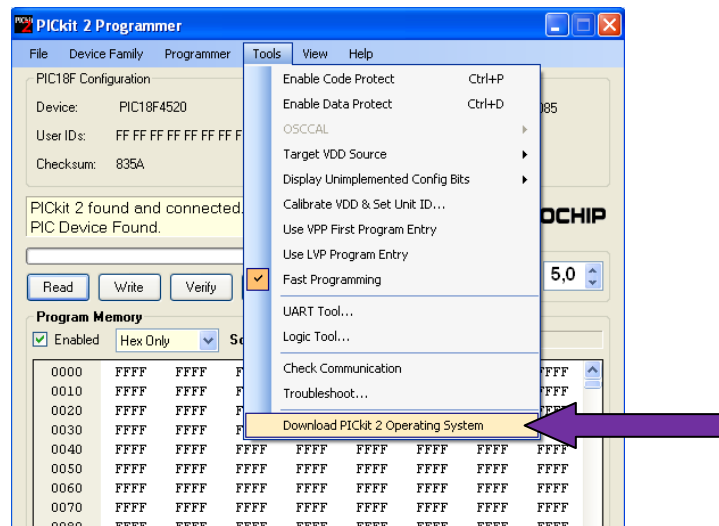 PICkit 2 Programmer
File Device Family Programmer Tools View Help
PIC18F Configuration
Device: PIC18F4520
User IDs: FF FF FF FF FF FF F
Checksum: 835A
PICkit 2 found and connected.
PIC Device Found.
OCHIP
Read Write Verify
5,0
Program Memory
Enabled Hex Only
Enable Code Protect Ctrl+P
Enable Data Protect Ctrl+D
OSCCAL
Target VDD Source
Display Unimplemented Config Bits
Calibrate VDD & Set Unit ID...
Use VPP First Program Entry
Use LVP Program Entry
Fast Programming
UART Tool...
Logic Tool...
Check Communication
Troubleshoot...
Download PICkit 2 Operating System
0000 FFFF FFFF
0010 FFFF FFFF
0020 FFFF FFFF
0030 FFFF FFFF
0040 FFFF FFFF FFFF FFFF FFFF FFFF FFFF FFFF
0050 FFFF FFFF FFFF FFFF FFFF FFFF FFFF FFFF
0060 FFFF FFFF FFFF FFFF FFFF FFFF FFFF FFFF
0070 FFFF FFFF FFFF FFFF FFFF FFFF FFFF FFFF